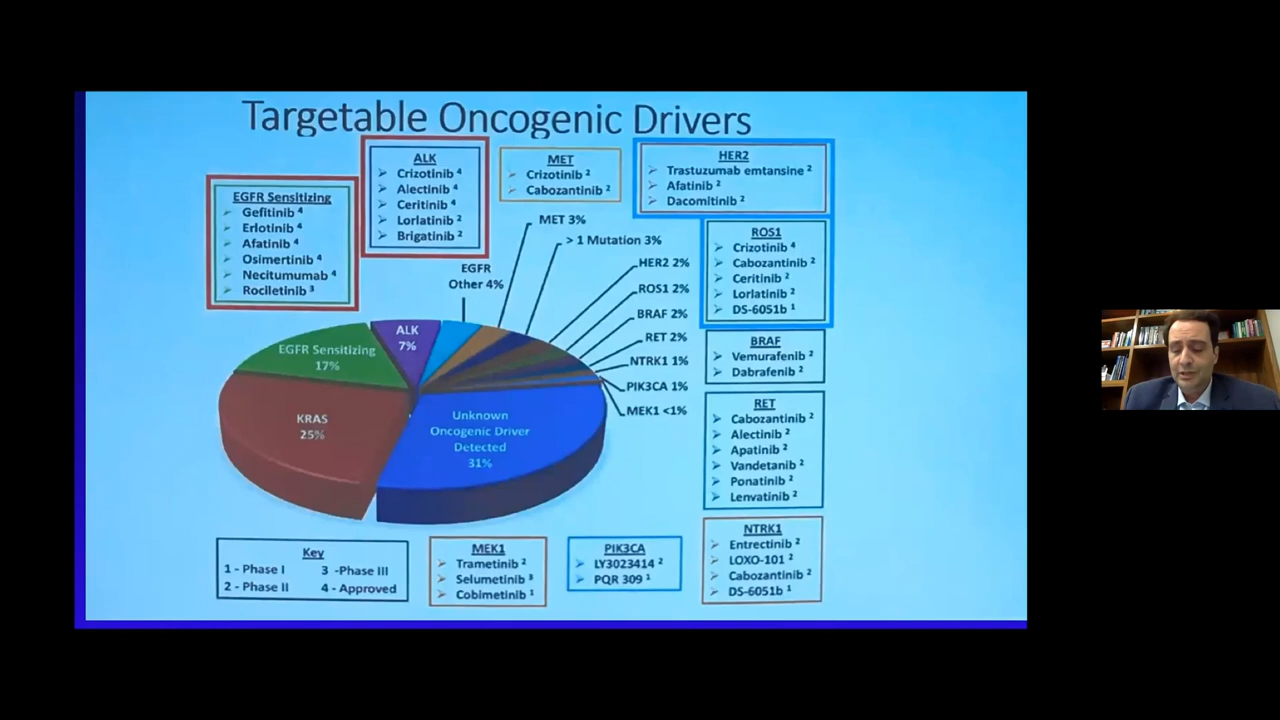 Targetable Oncogenic Drivers
EGFR Sensitizing
Gefitinib 4
Erlotinib 4
Afatinib 4
Osimertinib 4
Necitumumab 4
Rociletinib 3
ALK
Crizotinib 4
Alectinib 4
Ceritinib 4
Lorlatinib 2
Brigatinib 2
MET
Crizotinib 2
Cabozantinib 2
HER2
Trastuzumab emtansine 2
Afatinib 2
Dacomitinib 2
ROS1
Crizotinib 4
Cabozantinib 2
Ceritinib 2
Lorlatinib 2
DS-6051b 1
BRAF
Vemurafenib 2
Dabrafenib 2
RET
Cabozantinib 2
Alectinib 2
Apatinib 2
Vandetanib 2
Ponatinib 2
Lenvatinib 2
NTRK1
Entrectinib 2
LOXO-101 2
Cabozantinib 2
DS-6051b 1
EGFR
Other 4%
MET 3%
> 1 Mutation 3%
HER2 2%
ROS1 2%
BRAF 2%
RET 2%
NTRK1 1%
PIK3CA 1%
MEK1 <1%
ALK
7%
EGFR Sensitizing
17%
KRAS
25%
Unknown
Oncogenic Driver
Detected
31%
Key
1 - Phase I 3 -Phase III
2 - Phase II 4 - Approved
MEK1
Trametinib 2
Selumetinib 3
Cobimetinib 1
PIK3CA
LY3023414 2
PQR 309 1